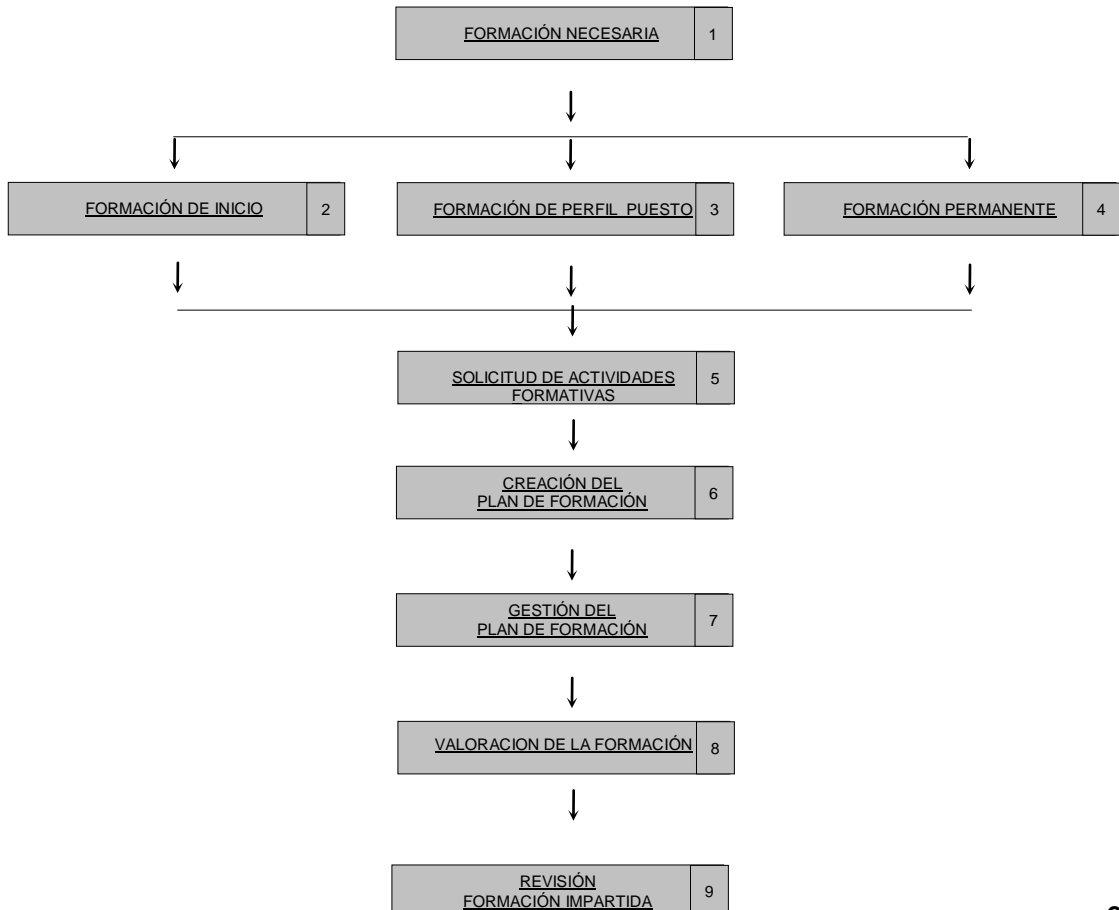 FORMACIÓN NECESARIA 1
FORMACIÓN DE INICIO 2
FORMACIÓN DE PERFIL PUESTO 3
FORMACIÓN PERMANENTE 4
SOLICITUD DE ACTIVIDADES
FORMATIVAS
5
CREACIÓN DEL
PLAN DE FORMACIÓN
6
GESTIÓN DEL
PLAN DE FORMACIÓN
7
VALORACION DE LA FORMACIÓN 8
REVISIÓN
FORMACIÓN IMPARTIDA
9